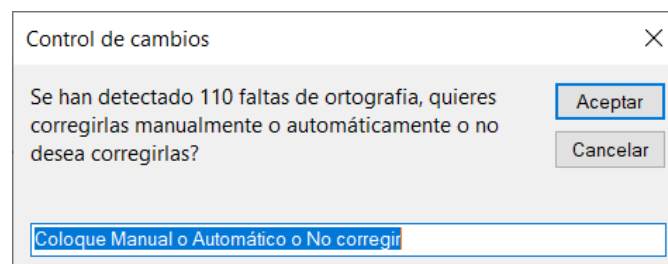 Control de cambios
Se han detectado 110 faltas de ortografia, quieres
corregirlas manualmente o automáticamente o no
desea corregirlas?
Aceptar
Cancelar
Coloque Manual o Automático o No corregir